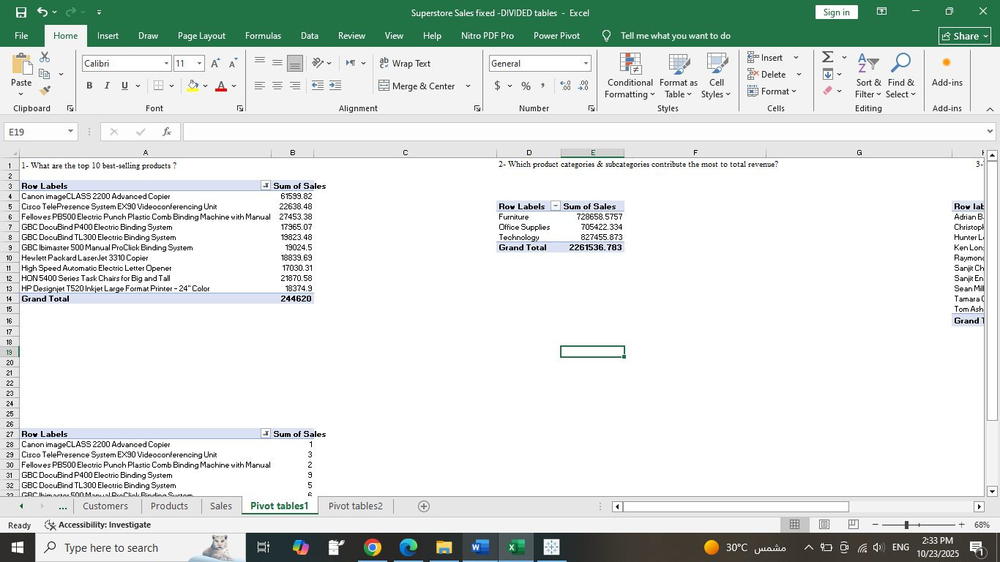 Superstore Sales fixed -DIVIDED tables - Excel
Sign in
File Home Insert Draw Page Layout Formulas Data Review View Help Nitro PDF Pro Power Pivot Tell me what you want to do Share
Paste
Clipboard
Calibri 11
B I U
Font
ab Wrap Text
Merge & Center
Alignment
General
$ % ,
Number
Conditional Formatting
Format as Table
Cell Styles
Styles
Insert
Delete
Format
Cells
Sort & Filter
Find & Select
Editing
Add-ins
Add-ins
E19 fx
A B C D E F G H
1 1- What are the top 10 best-selling products ? 2- Which product categories & subcategories contribute the most to total revenue? 3-
2
3 Row Labels Sum of Sales
4 Canon imageCLASS 2200 Advanced Copier 61599.82
5 Cisco TelePresence System EX90 Videoconferencing Unit 22638.48 Row Labels Sum of Sales Row lab
6 Fellowes PB500 Electric Punch Plastic Comb Binding Machine with Manual 27453.38 Furniture 728658.5757 Adrian B
7 GBC DocuBind P400 Electric Binding System 17965.07 Office Supplies 705422.334 Christoph
8 GBC DocuBind TL300 Electric Binding System 19823.48 Technology 827455.873 Hunter L
9 GBC Ibimaster 500 Manual ProClick Binding System 19024.5 Grand Total 2261536.783 Ken Lon
10 Hewlett Packard LaserJet 3310 Copier 18839.69 Raymond
11 High Speed Automatic Electric Letter Opener 17030.31 Sanjit Ch
12 HON 5400 Series Task Chairs for Big and Tall 21870.58 Sanjit En
13 HP Designjet T520 Inkjet Large Format Printer - 24" Color 18374.9 Sean Mill
14 Grand Total 244620 Tamara C
15 Tom Ash
16 Grand T
17
18
19
20
21
22
23
24
25
26
27 Row Labels Sum of Sales
28 Canon imageCLASS 2200 Advanced Copier 1
29 Cisco TelePresence System EX90 Videoconferencing Unit 3
30 Fellowes PB500 Electric Punch Plastic Comb Binding Machine with Manual 2
31 GBC DocuBind P400 Electric Binding System 9
32 GBC DocuBind TL300 Electric Binding System 5
33 GBC Ibimaster 500 Manual ProClick Binding System 6
... Customers Products Sales Pivot tables1 Pivot tables2
Ready Accessibility: Investigate 68%
Type here to search 30°C مشمس ENG 2:33 PM
10/23/2025 1